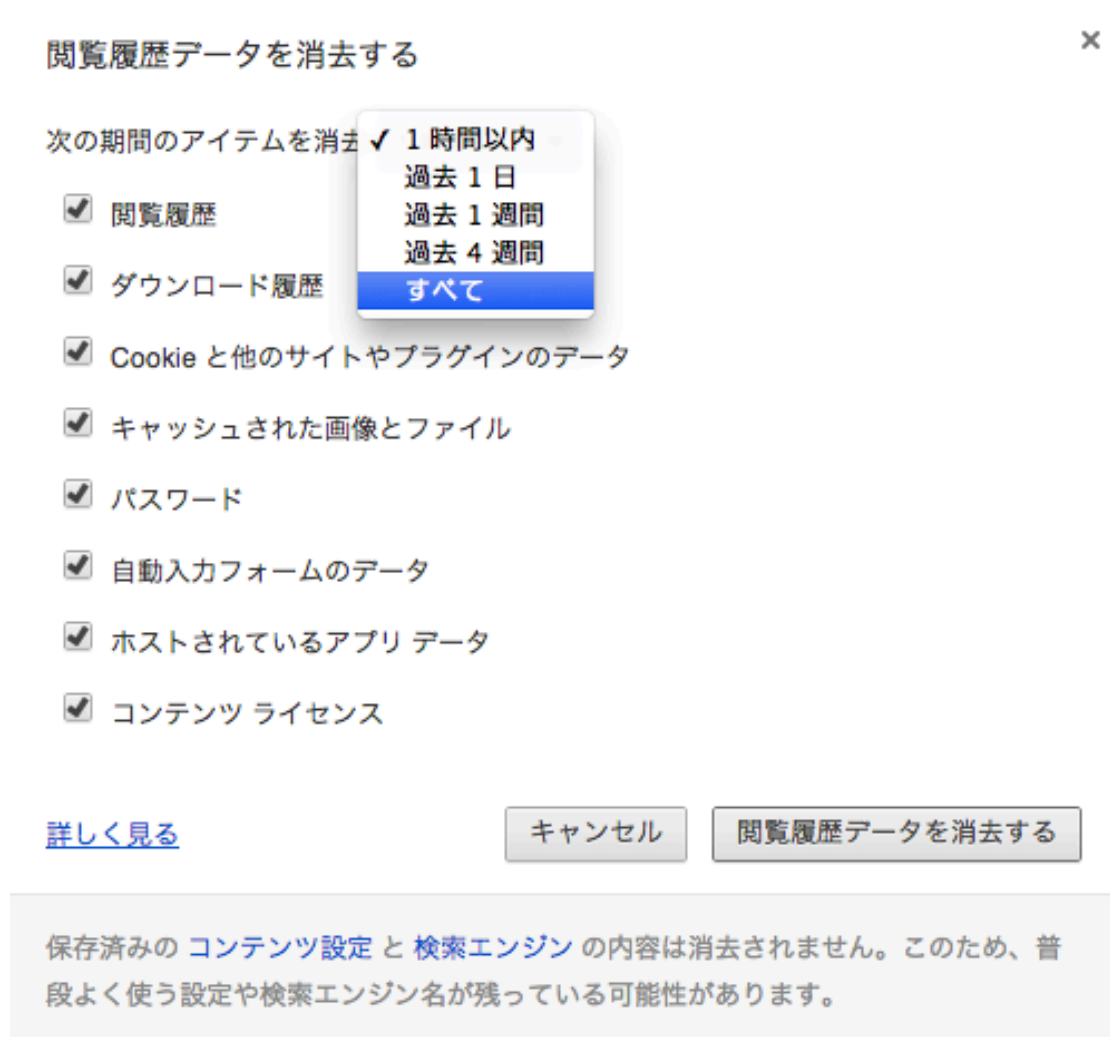 閲覧履歴データを消去する
×
次の期間のアイテムを消去
✓ 1 時間以内
過去 1 日
過去 1 週間
過去 4 週間
すべて
閲覧履歴
ダウンロード履歴
Cookie と他のサイトやプラグインのデータ
キャッシュされた画像とファイル
パスワード
自動入力フォームのデータ
ホストされているアプリ データ
コンテンツ ライセンス
詳しく見る
キャンセル
閲覧履歴データを消去する
保存済みの コンテンツ設定 と 検索エンジン の内容は消去されません。このため、普
段よく使う設定や検索エンジン名が残っている可能性があります。